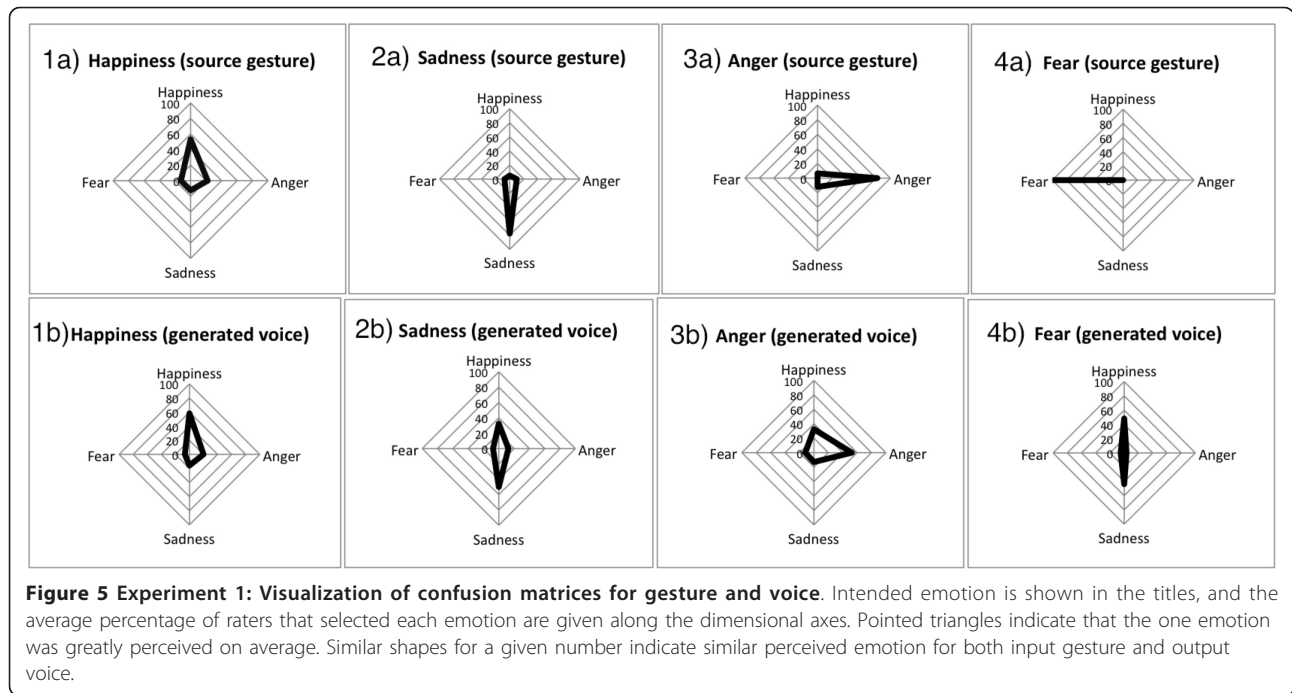 1a) Happiness (source gesture)
Happiness
100
80
60
40
20
0
Fear
Anger
Sadness
2a) Sadness (source gesture)
Happiness
100
80
60
40
20
0
Fear
Anger
Sadness
3a) Anger (source gesture)
Happiness
100
80
60
40
20
0
Fear
Anger
Sadness
4a) Fear (source gesture)
Happiness
100
80
60
40
20
0
Fear
Anger
Sadness
1b) Happiness (generated voice)
Happiness
100
80
60
40
20
0
Fear
Anger
Sadness
2b) Sadness (generated voice)
Happiness
100
80
60
40
20
0
Fear
Anger
Sadness
3b) Anger (generated voice)
Happiness
100
80
60
40
20
0
Fear
Anger
Sadness
4b) Fear (generated voice)
Happiness
100
80
60
40
20
0
Fear
Anger
Sadness
Figure 5 Experiment 1: Visualization of confusion matrices for gesture and voice. Intended emotion is shown in the titles, and the
average percentage of raters that selected each emotion are given along the dimensional axes. Pointed triangles indicate that the one emotion
was greatly perceived on average. Similar shapes for a given number indicate similar perceived emotion for both input gesture and output
voice.